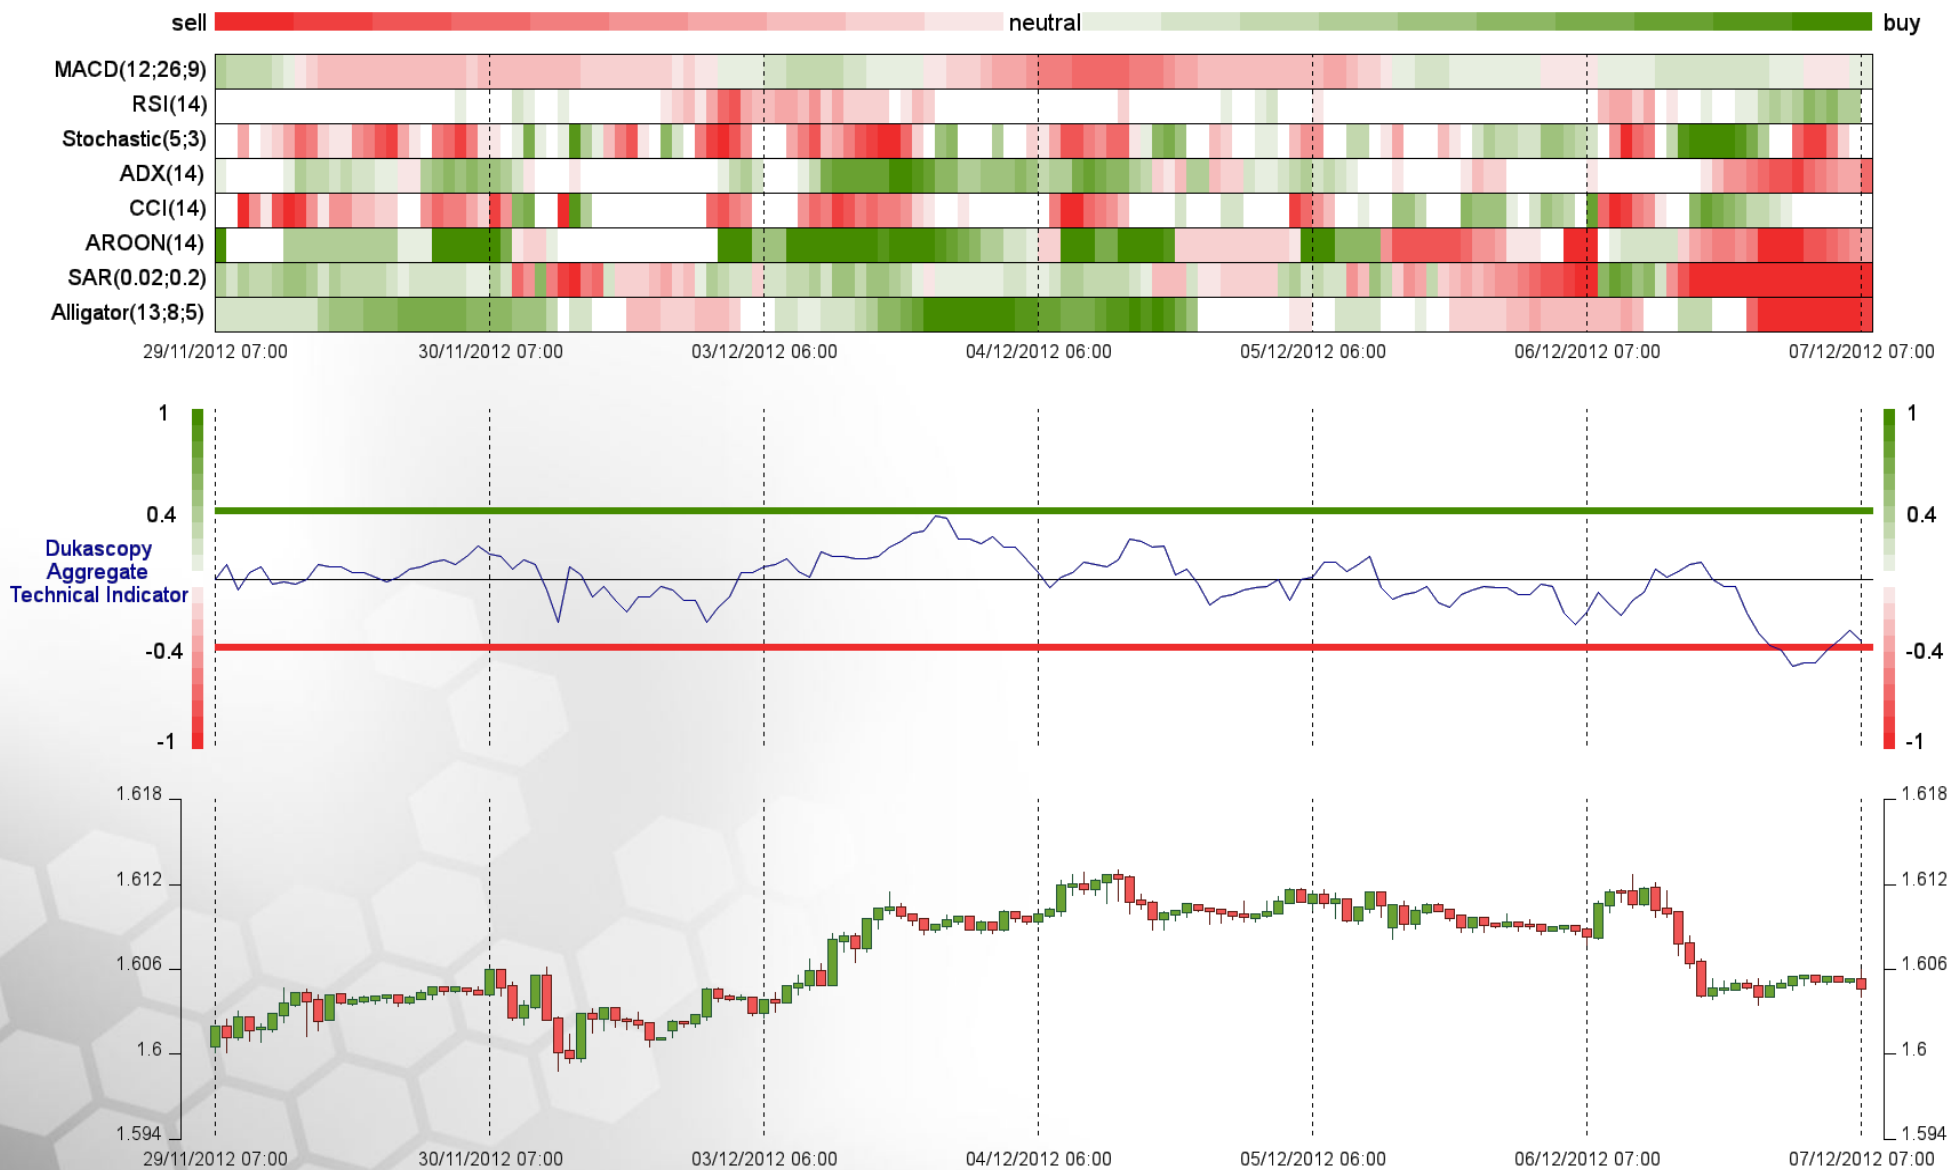 sell neutral buy
MACD(12;26;9)
RSI(14)
Stochastic(5;3)
ADX(14)
CCI(14)
AROON(14)
SAR(0.02;0.2)
Alligator(13;8;5)
29/11/2012 07:00 30/11/2012 07:00 03/12/2012 06:00 04/12/2012 06:00 05/12/2012 06:00 06/12/2012 07:00 07/12/2012 07:00
1 1
0.4 0.4
Dukascopy
Aggregate
Technical Indicator
-0.4 -0.4
-1 -1
1.618 1.618
1.612 1.612
1.606 1.606
1.6 1.6
1.594 1.594
29/11/2012 07:00 30/11/2012 07:00 03/12/2012 06:00 04/12/2012 06:00 05/12/2012 06:00 06/12/2012 07:00 07/12/2012 07:00